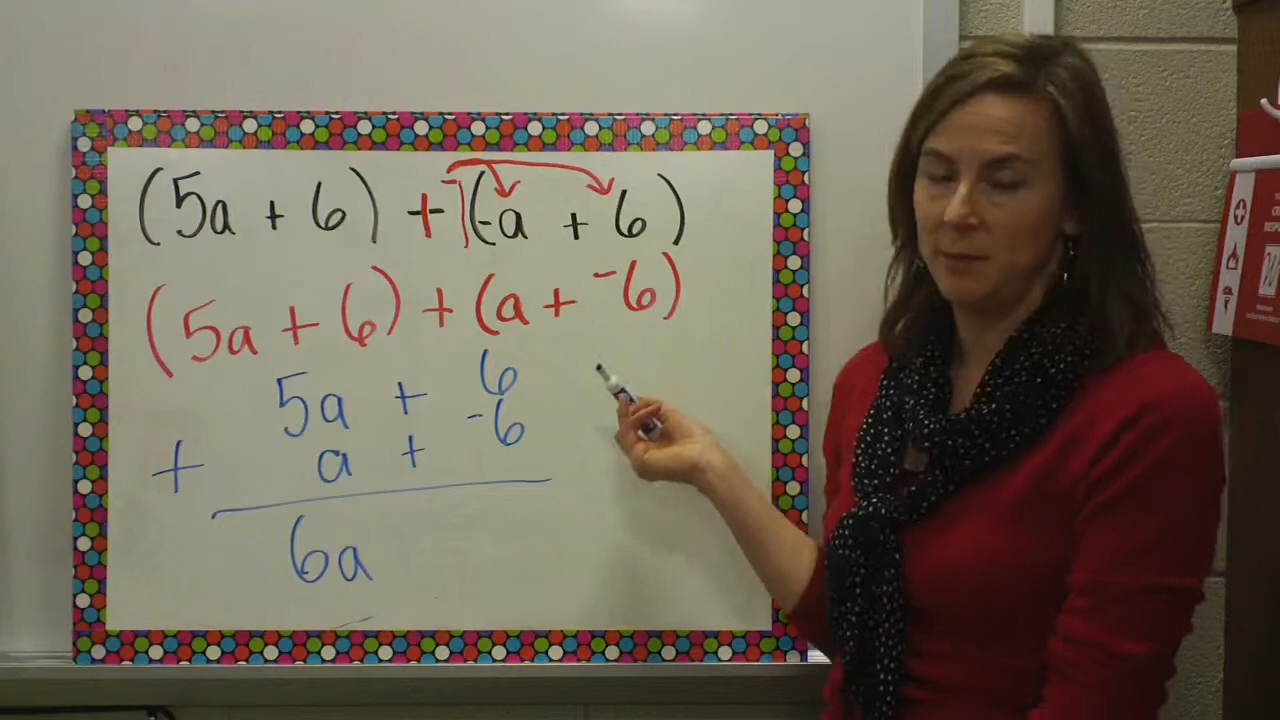 (5a + 6) + -1(-a + 6)
(5a + 6) + (a + -6)
5a + 6
+ a + -6
6a